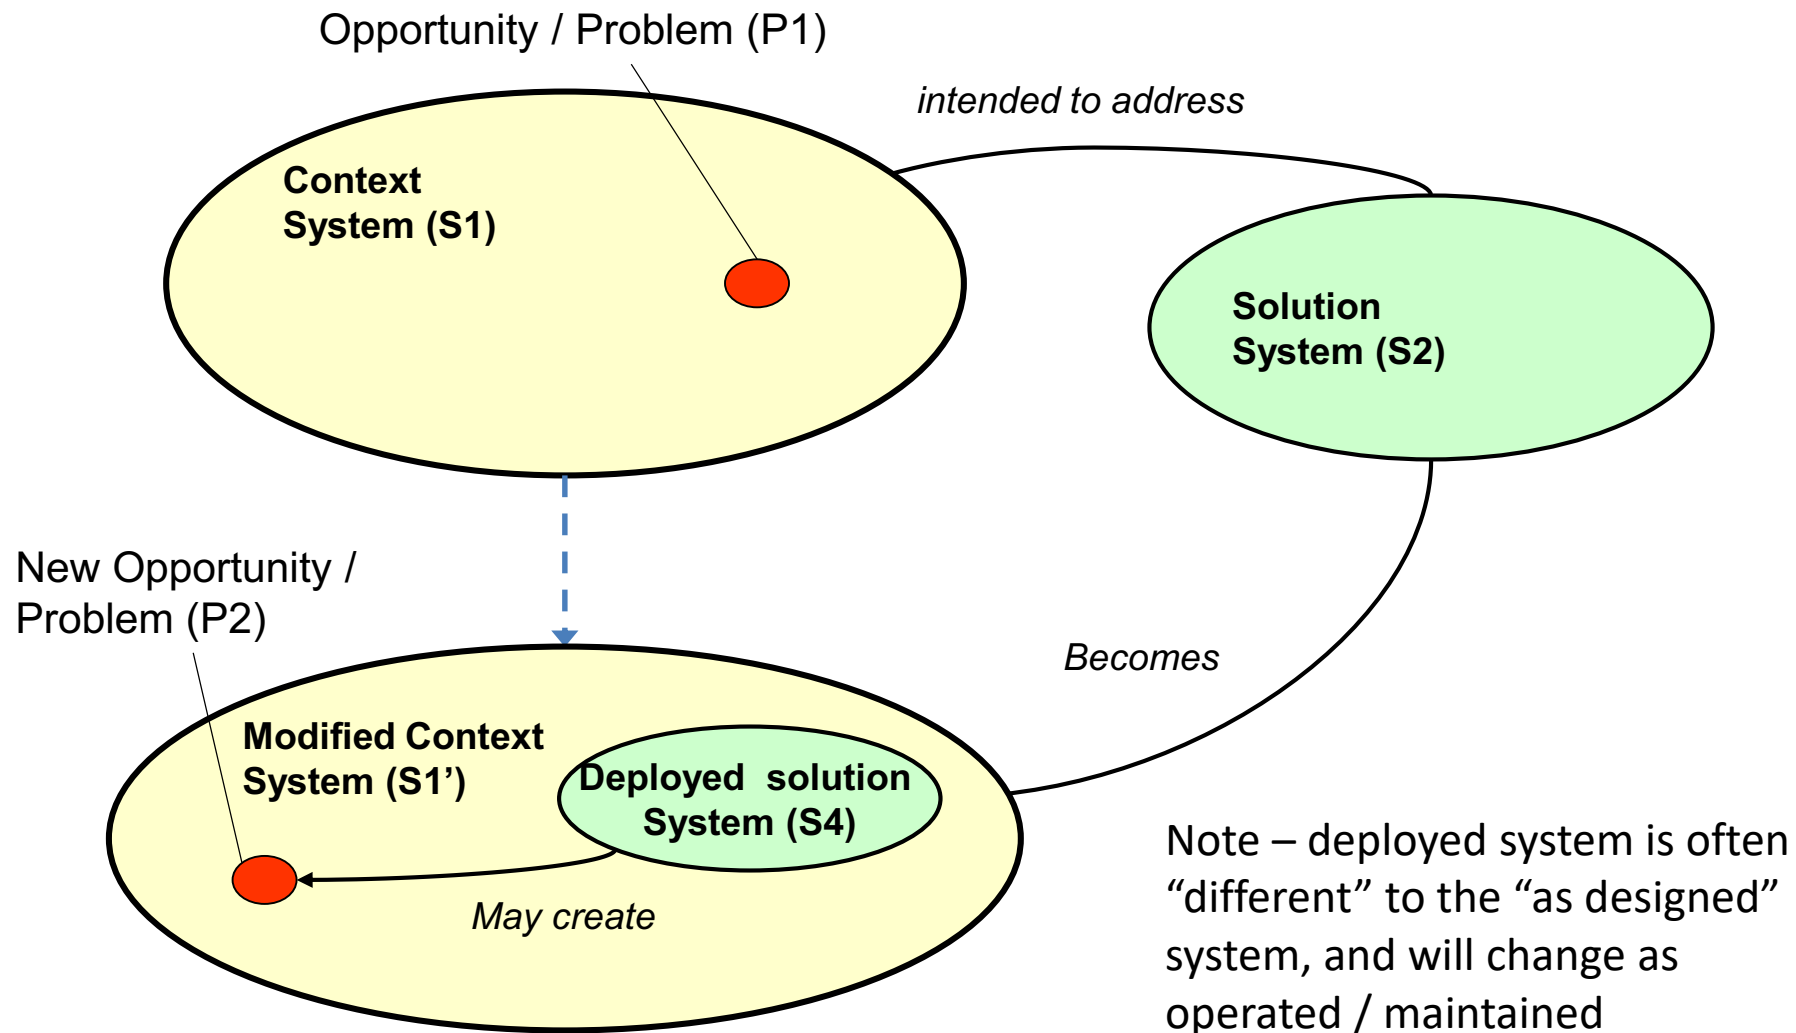 Opportunity / Problem (P1)
intended to address
Context
System (S1)
Solution
System (S2)
New Opportunity /
Problem (P2)
Becomes
Modified Context
System (S1’)
Deployed  solution
System (S4)
May create
Note – deployed system is often
“different” to the “as designed”
system, and will change as
operated / maintained